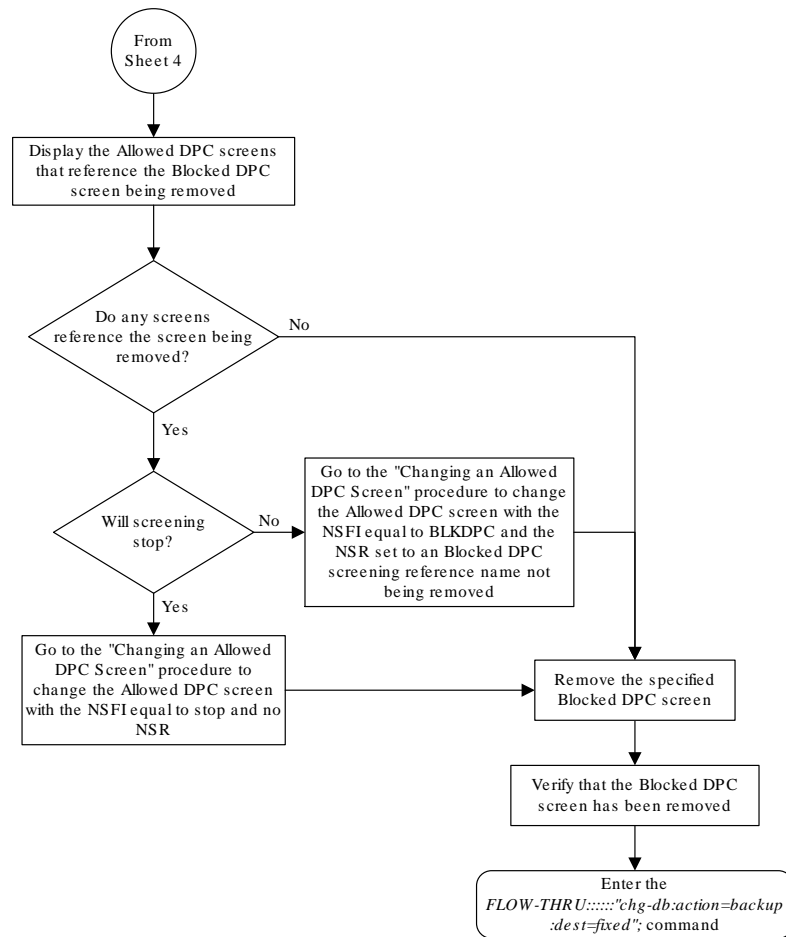 From
Sheet 4
Display the Allowed DPC screens
that reference the Blocked DPC
screen being removed
Do any screens
reference the screen being
removed?
No
Yes
Will screening
stop?
No
Go to the "Changing an Allowed
DPC Screen" procedure to change
the Allowed DPC screen with the
NSFI equal to BLKDPC and the
NSR set to an Blocked DPC
screening reference name not
being removed
Yes
Go to the "Changing an Allowed
DPC Screen" procedure to
change the Allowed DPC screen
with the NSFI equal to stop and no
NSR
Remove the specified
Blocked DPC screen
Verify that the Blocked DPC
screen has been removed
Enter the
FLOW-THRU::::::"chg-db:action=backup
:dest=fixed"; command